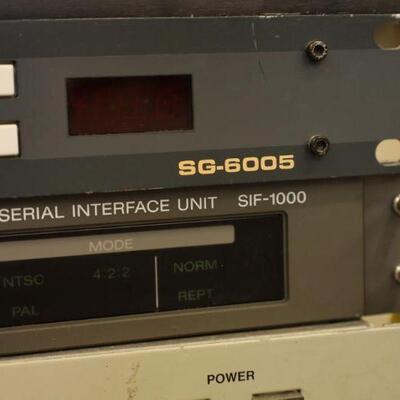 SG-6005
SERIAL INTERFACE UNIT SIF-1000
MODE
NTSC 4:2:2 NORM
PAL REPT
POWER